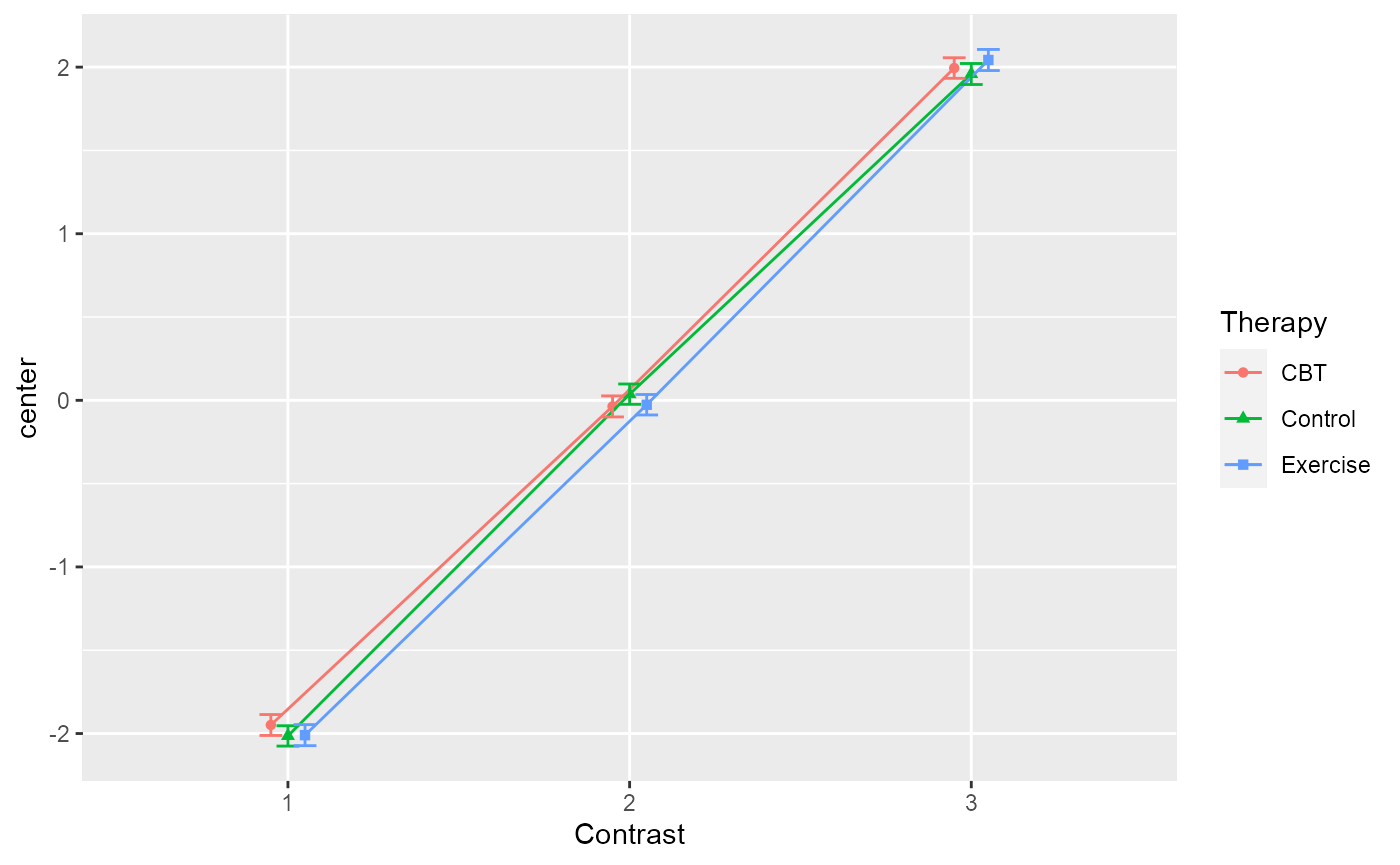 center
2
1
0
-1
-2
1 2 3
Contrast
Therapy
CBT
Control
Exercise